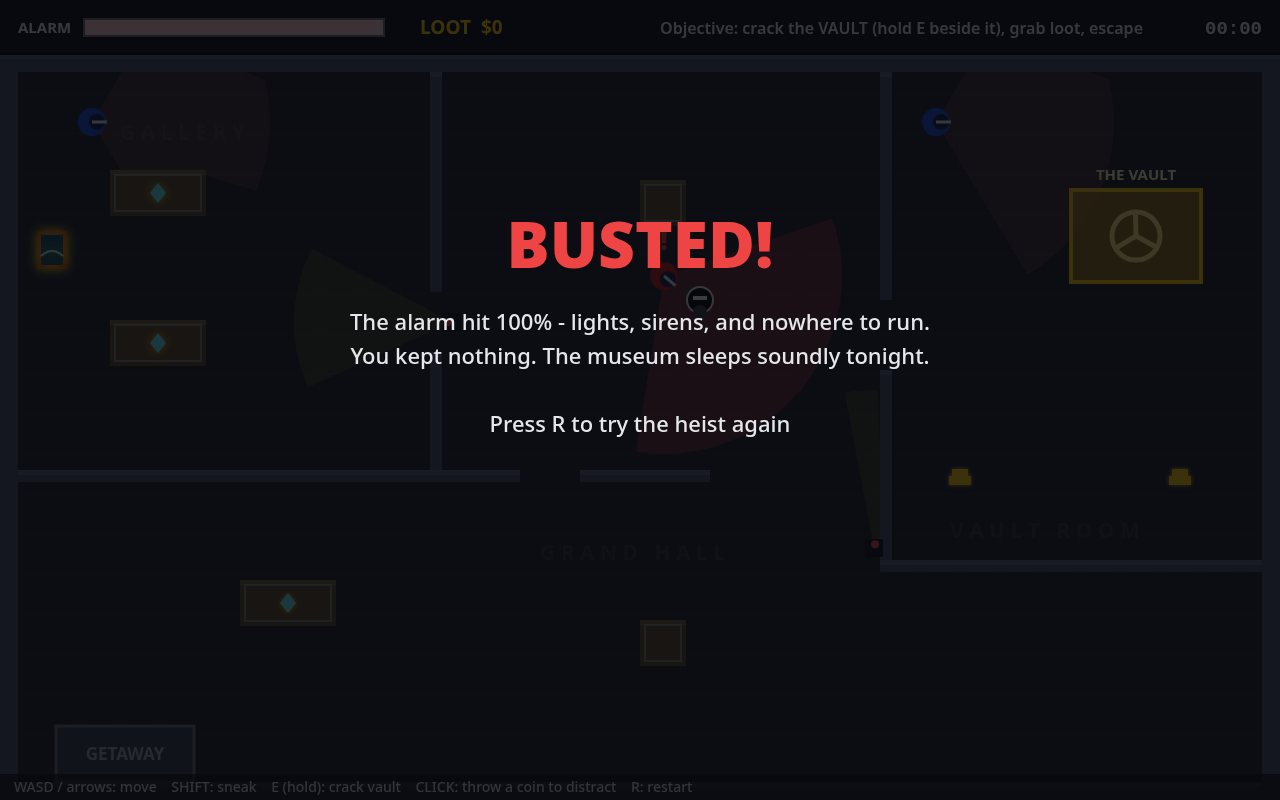 ALARM LOOT $0 Objective: crack the VAULT (hold E beside it), grab loot, escape 00:00
GALLERY
THE VAULT
BUSTED!
The alarm hit 100% - lights, sirens, and nowhere to run.
You kept nothing. The museum sleeps soundly tonight.
Press R to try the heist again
VAULT ROOM
GRAND HALL
GETAWAY
WASD / arrows: move SHIFT: sneak E (hold): crack vault CLICK: throw a coin to distract R: restart